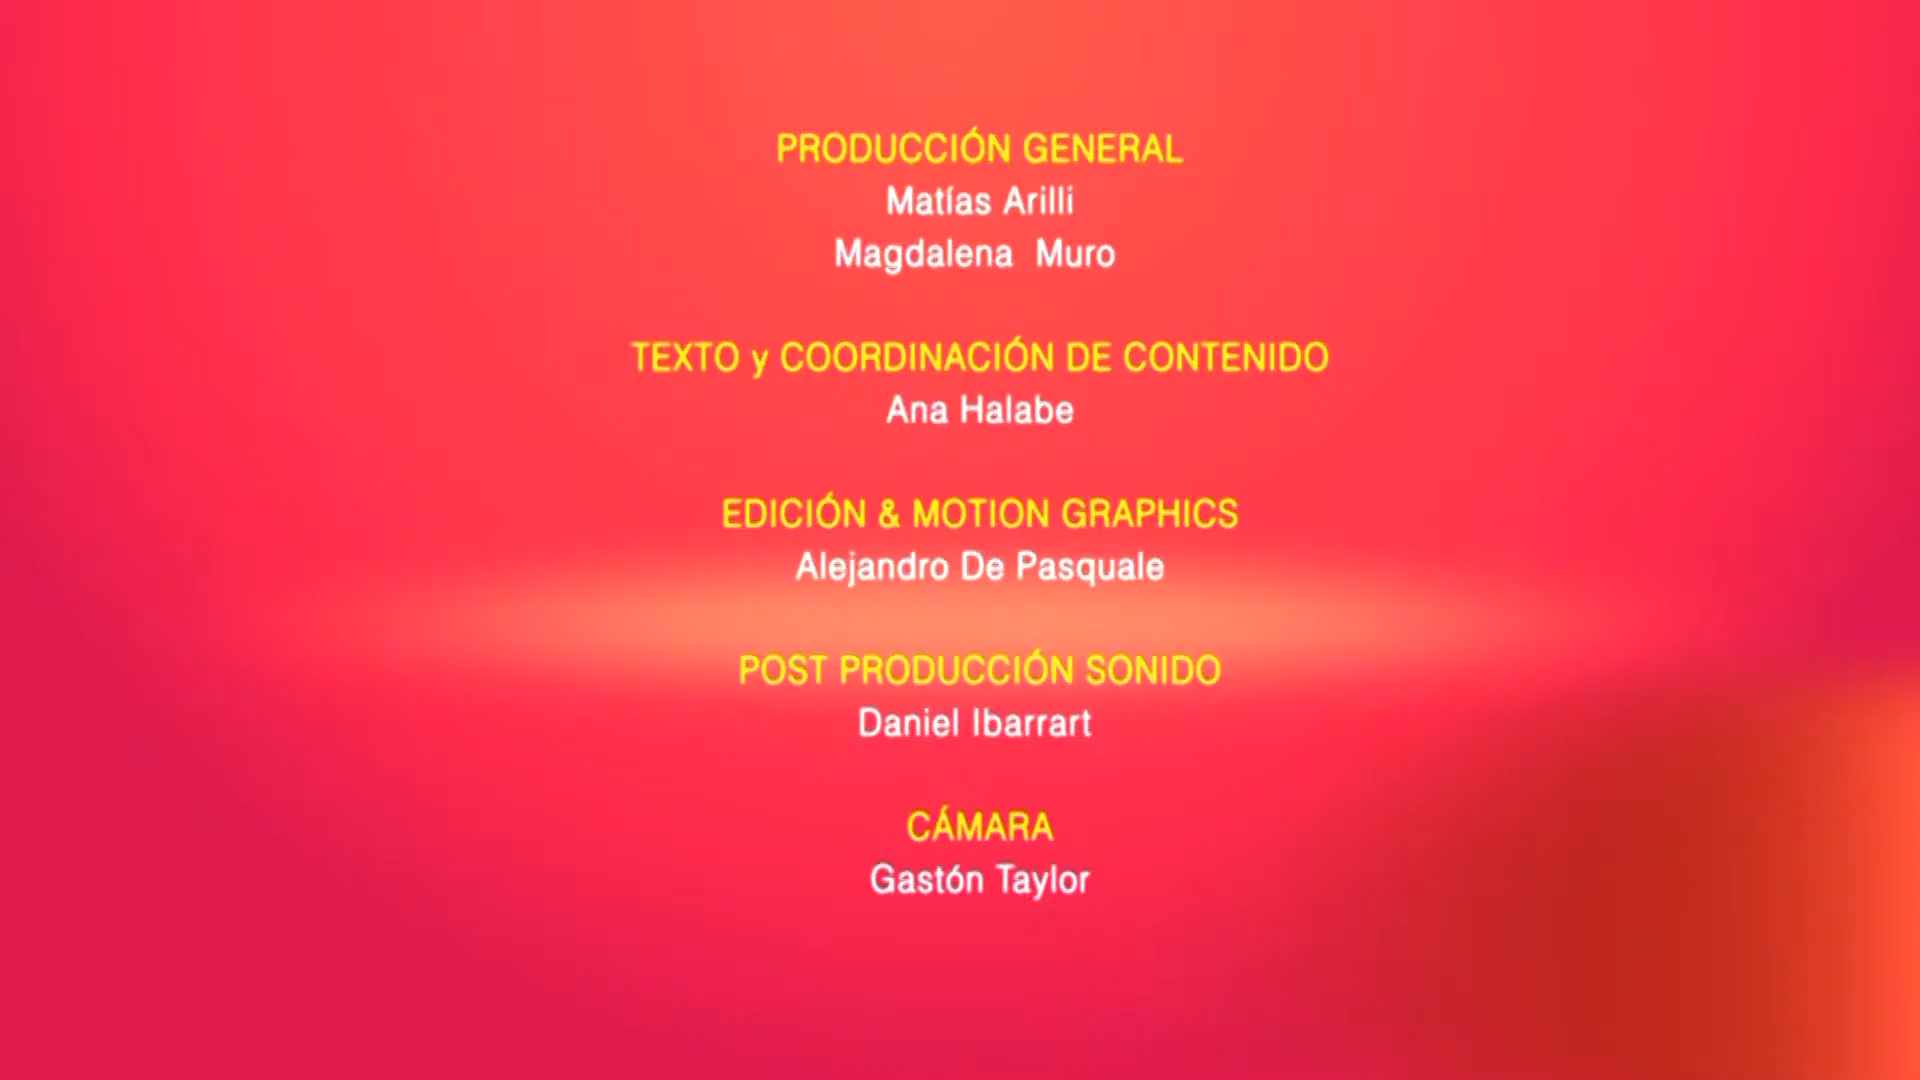 PRODUCCIÓN GENERAL
Matías Arilli
Magdalena  Muro
TEXTO y COORDINACIÓN DE CONTENIDO
Ana Halabe
EDICIÓN & MOTION GRAPHICS
Alejandro De Pasquale
POST PRODUCCIÓN SONIDO
Daniel Ibarrart
CÁMARA
Gastón Taylor